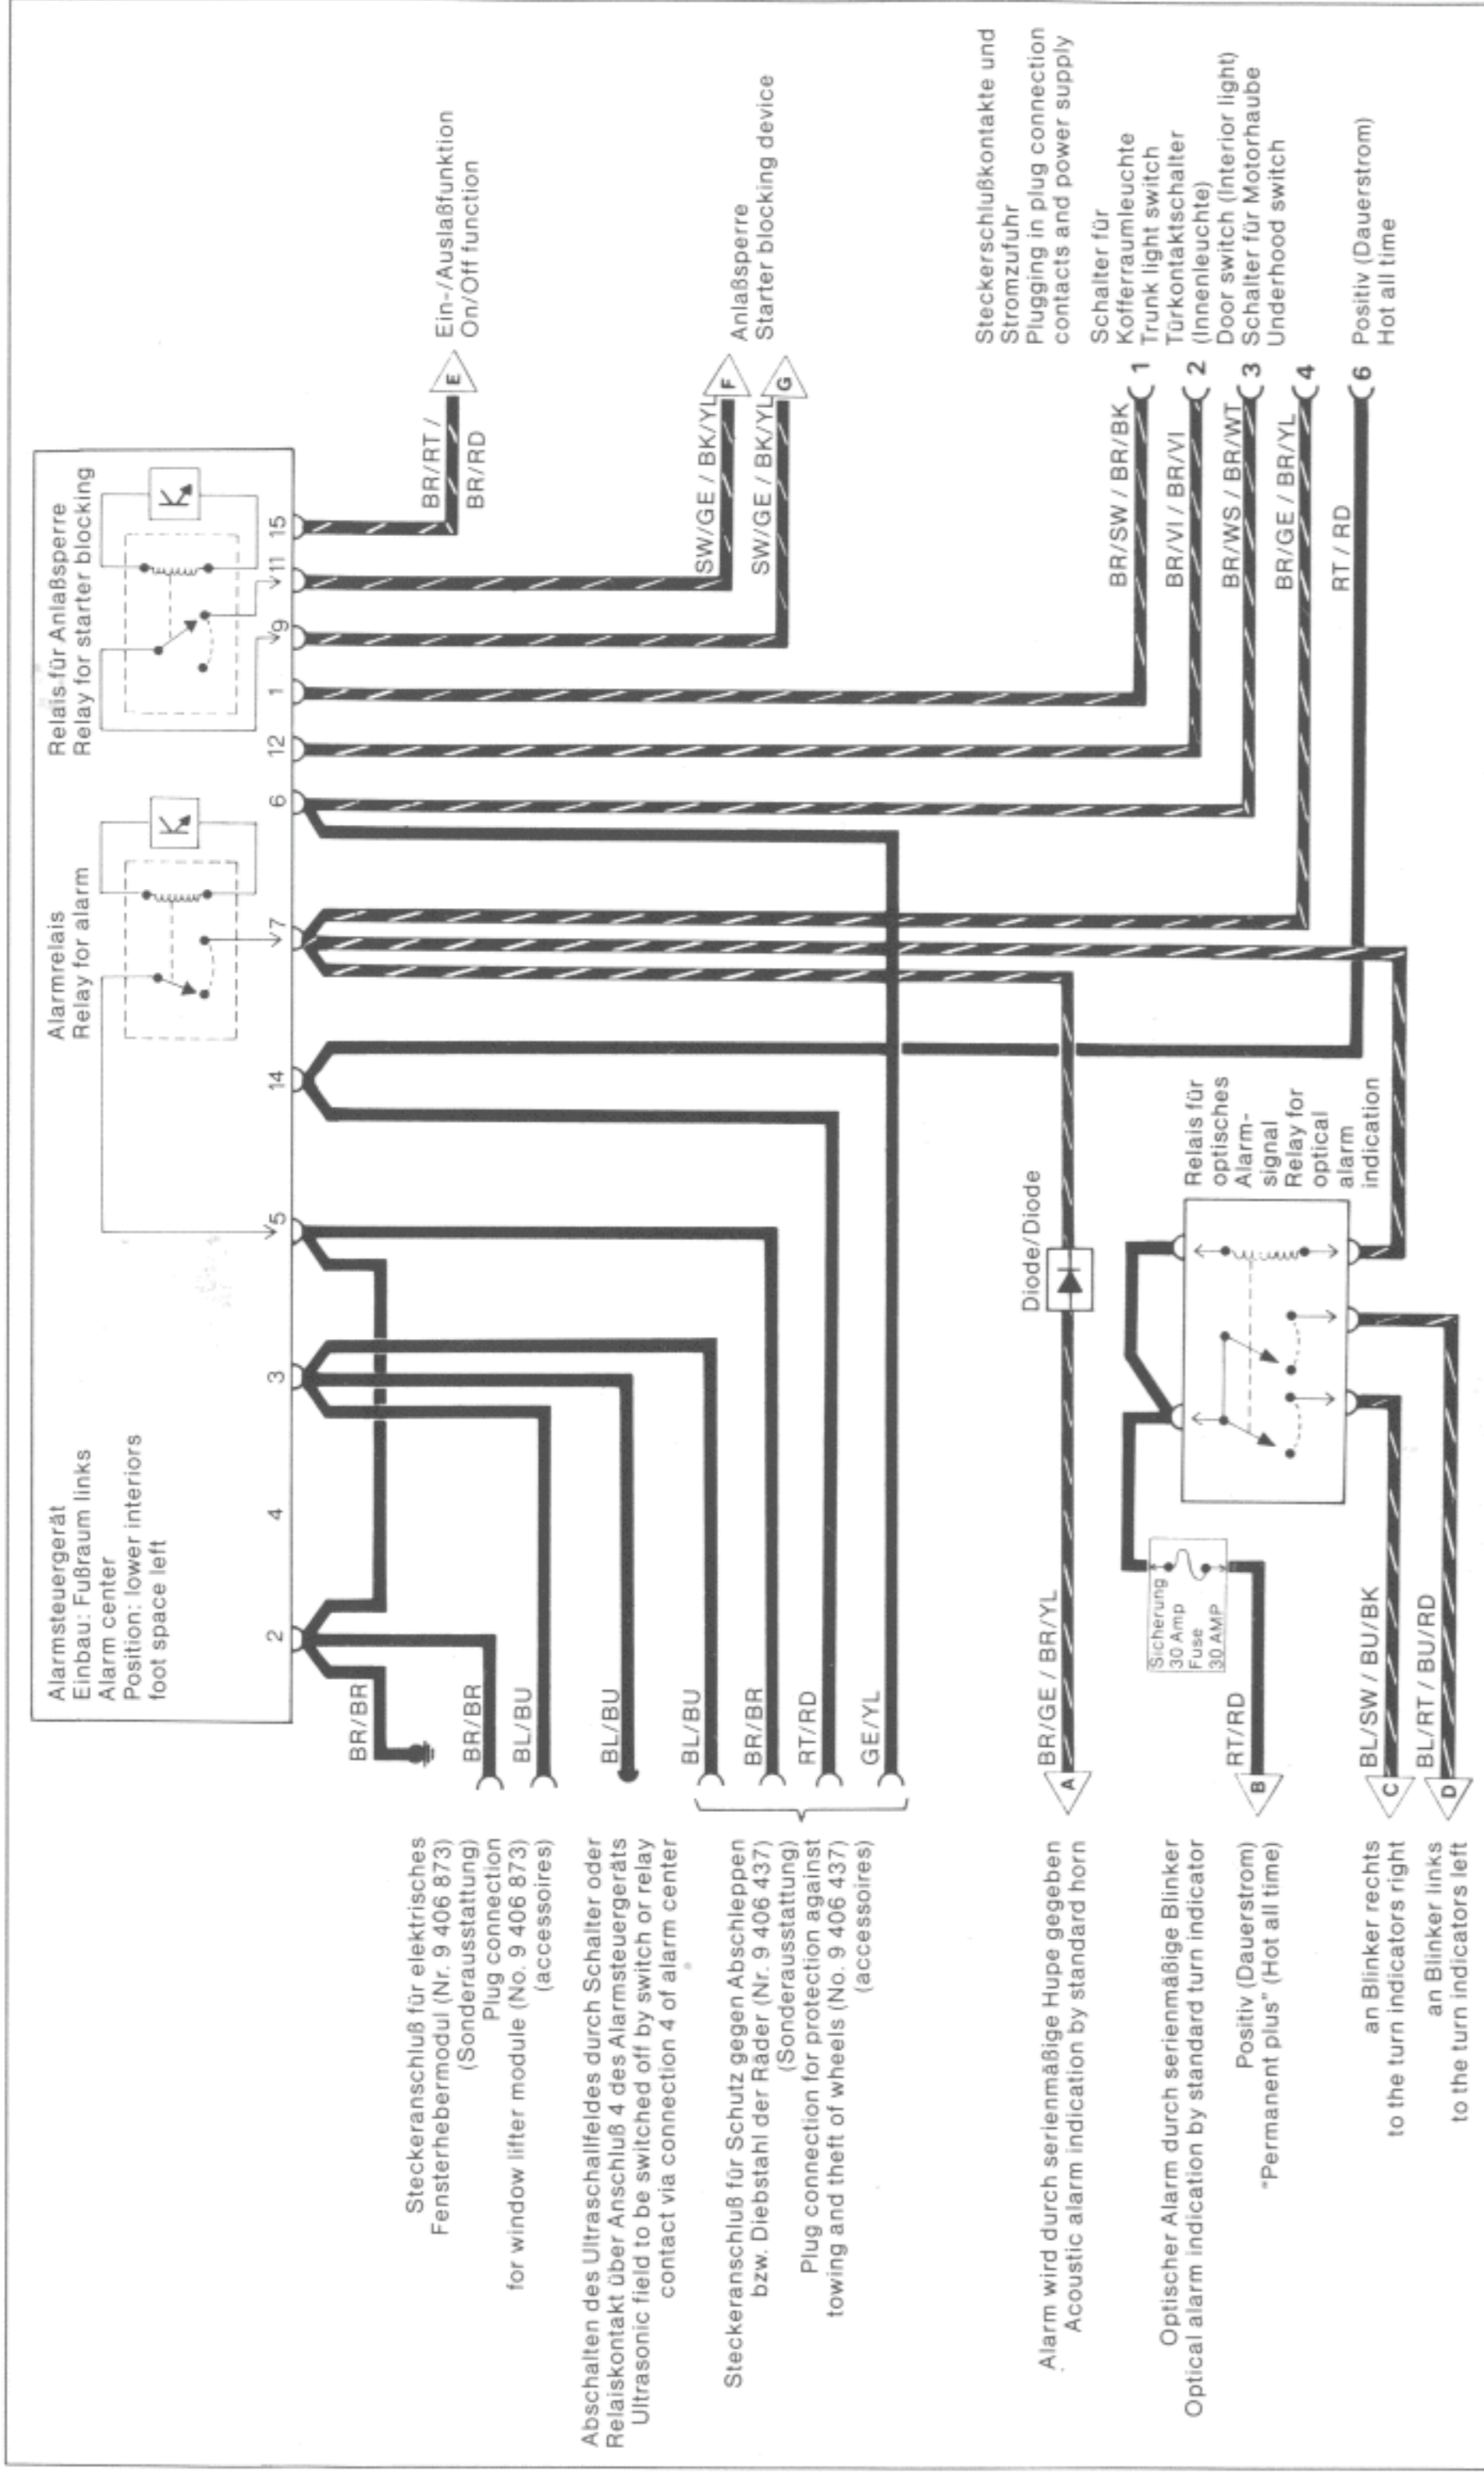 Alarmsteuergerät
Einbau: Fußraum links
Alarm center
Position: lower interiors
foot space left
Alarmrelais
Relay for alarm
Relais für Anlaßsperre
Relay for starter blocking
K
K
2
4
3
5
14
7
6
12
1
9
11
15
BR/RT /
BR/RD
E
Ein-/Auslaßfunktion
On/Off function
SW/GE / BK/YL
F
SW/GE / BK/YL
G
Anlaßsperre
Starter blocking device
Steckerschlußkontakte und
Stromzufuhr
Plugging in plug connection
contacts and power supply
BR/SW / BR/BK
1
Schalter für
Kofferraumleuchte
Trunk light switch
BR/VI / BR/VI
2
Türkontaktschalter
(Innenleuchte)
Door switch (Interior light)
BR/WS / BR/WT
3
Schalter für Motorhaube
Underhood switch
BR/GE / BR/YL
4
RT / RD
6
Positiv (Dauerstrom)
Hot all time
BR/BR
BR/BR
BL/BU
Steckeranschluß für elektrisches
Fensterhebermodul (Nr. 9 406 873)
(Sonderausstattung)
Plug connection
for window lifter module (No. 9 406 873)
(accessoires)
BL/BU
Abschalten des Ultraschallfeldes durch Schalter oder
Relaiskontakt über Anschluß 4 des Alarmsteuergeräts
Ultrasonic field to be switched off by switch or relay
contact via connection 4 of alarm center
BL/BU
BR/BR
RT/RD
GE/YL
Steckeranschluß für Schutz gegen Abschleppen
bzw. Diebstahl der Räder (Nr. 9 406 437)
(Sonderausstattung)
Plug connection for protection against
towing and theft of wheels (No. 9 406 437)
(accessoires)
Diode/Diode
BR/GE / BR/YL
A
Alarm wird durch serienmäßige Hupe gegeben
Acoustic alarm indication by standard horn
Relais für
optisches
Alarm-
signal
Relay for
optical
alarm
indication
Sicherung
30 Amp
Fuse
30 AMP
Optischer Alarm durch serienmäßige Blinker
Optical alarm indication by standard turn indicator
RT/RD
B
Positiv (Dauerstrom)
"Permanent plus" (Hot all time)
BL/SW / BU/BK
C
an Blinker rechts
to the turn indicators right
BL/RT / BU/RD
D
an Blinker links
to the turn indicators left